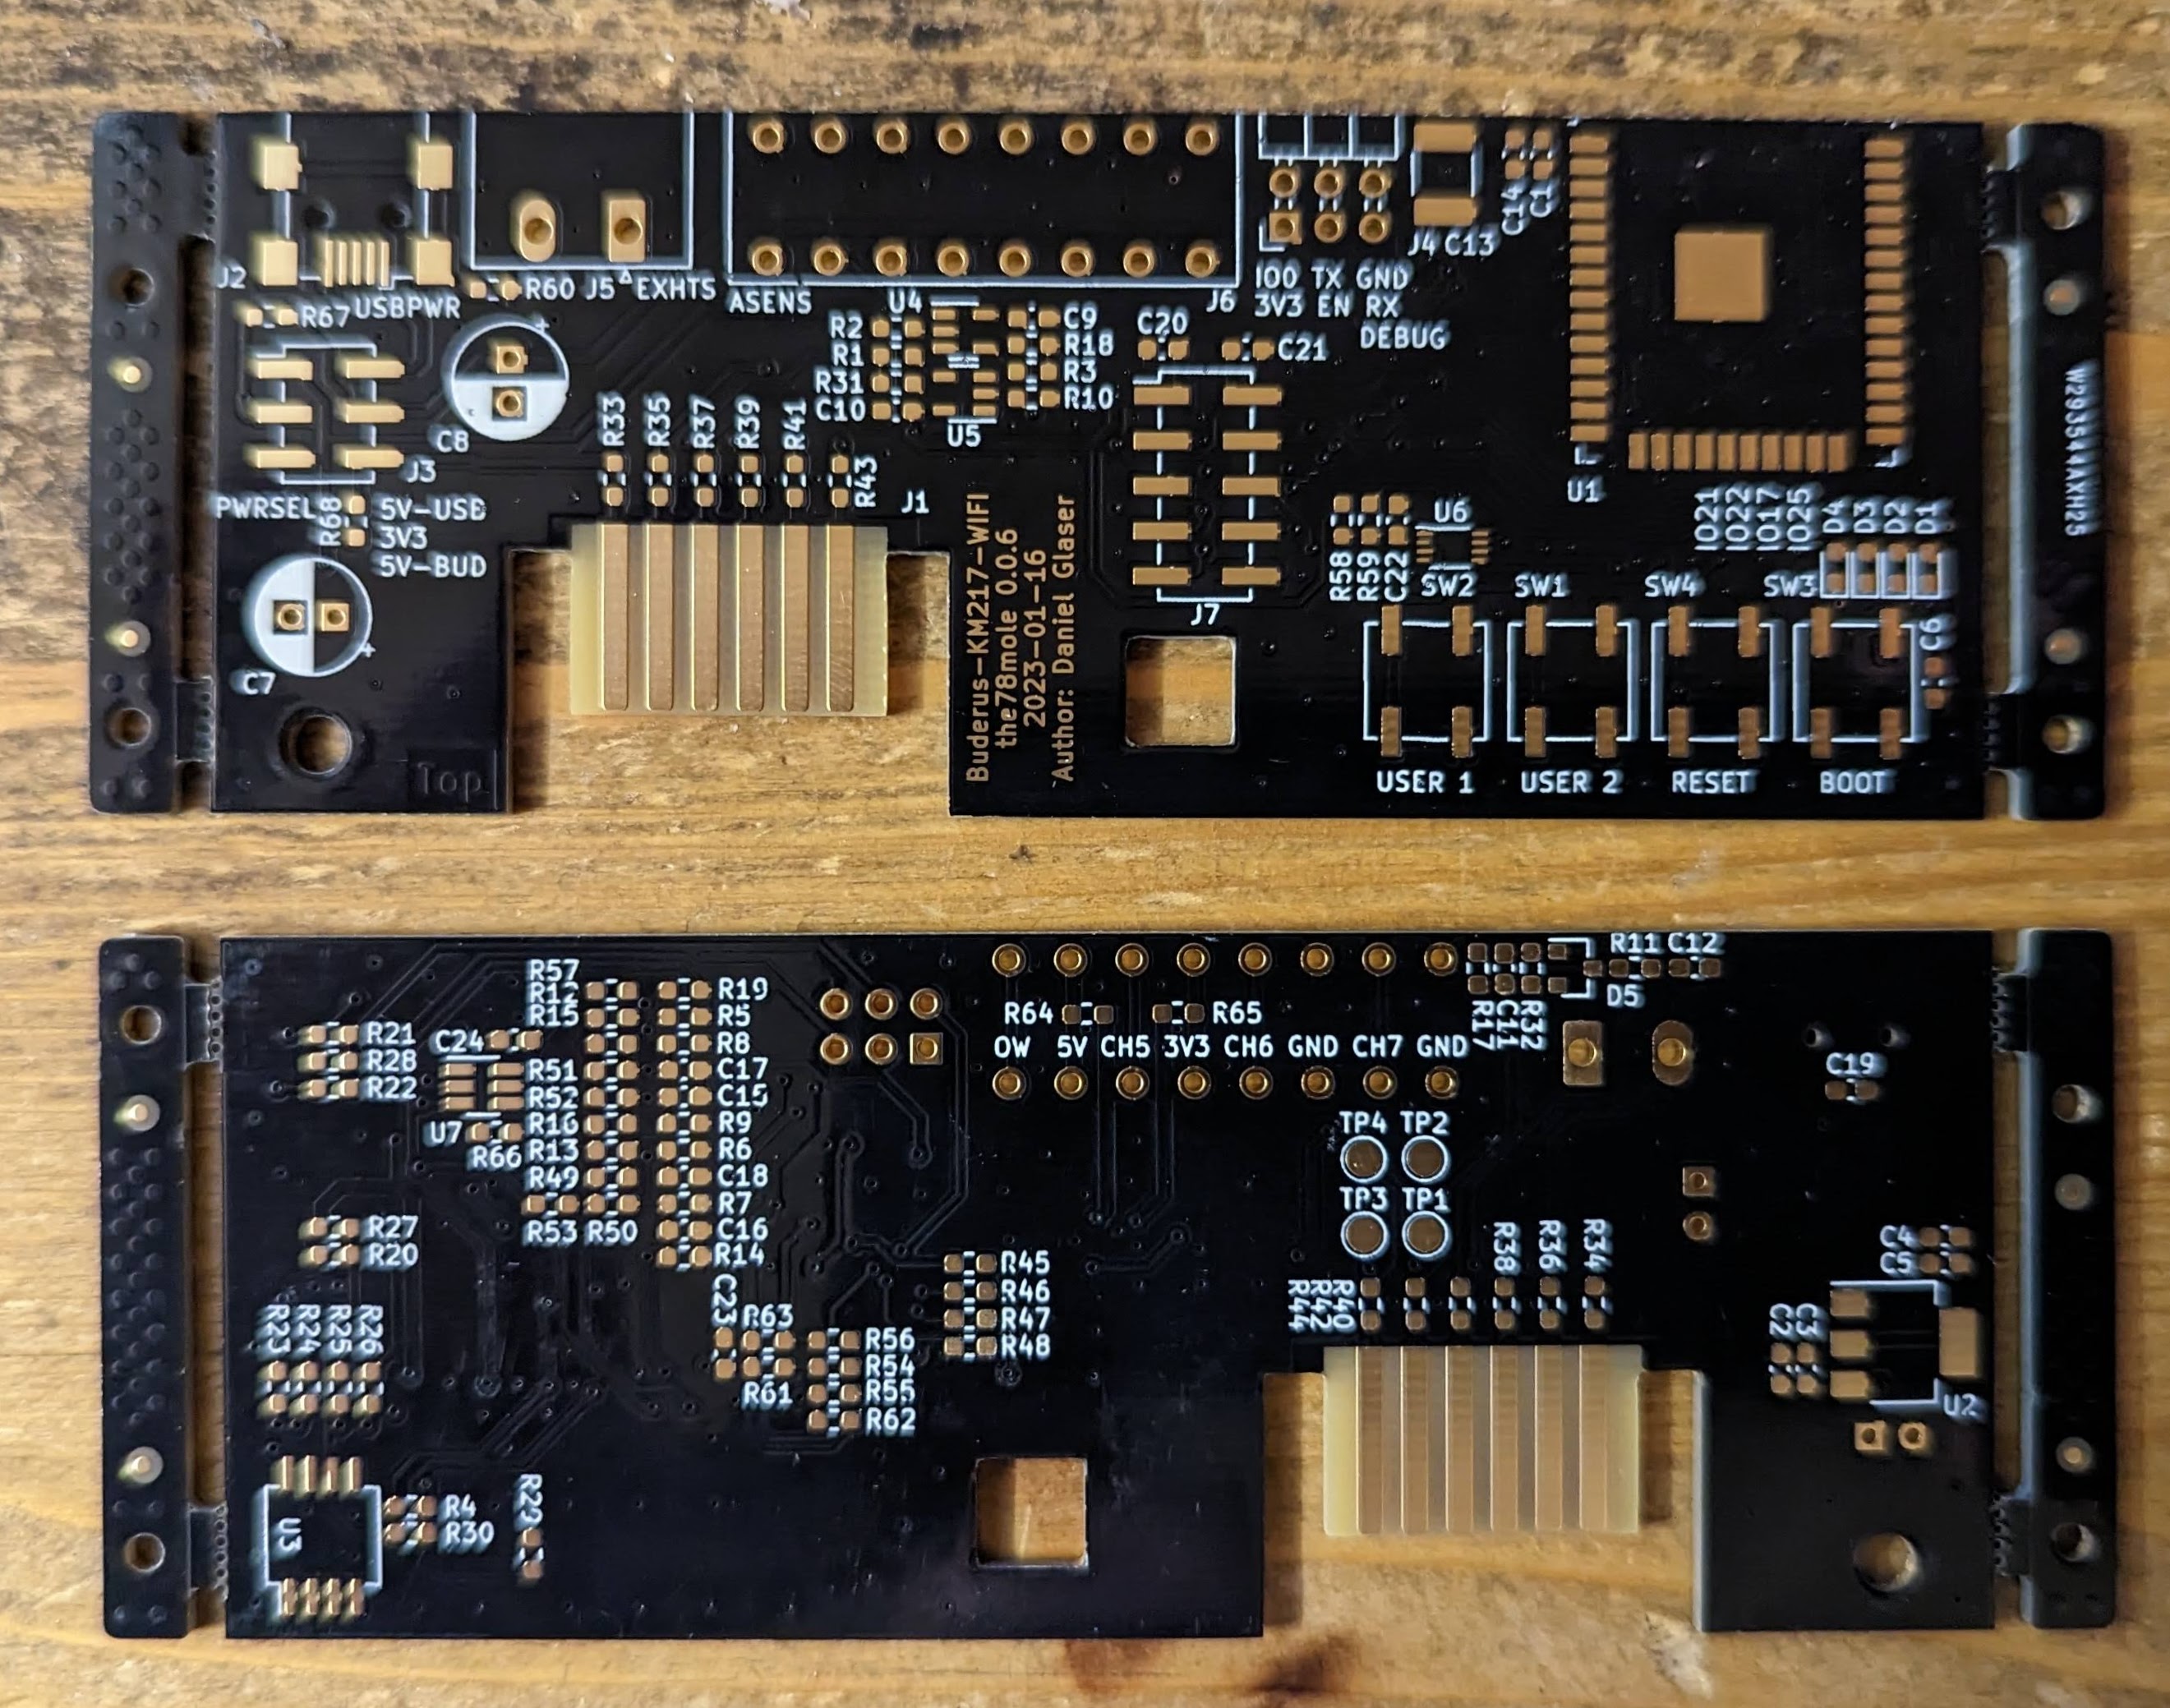 J2
USBPWR
R67
R60
J5
EXHTS
ASENS
J6
IO0 TX GND
3V3 EN RX
DEBUG
J4
C13
C14
C1
U4
R2
R1
R31
C10
C9
R18
R3
R10
U5
C20
C21
C8
J3
PWRSEL
R68
5V-USB
3V3
5V-BUD
C7
Top
R33
R35
R37
R39
R41
R43
J1
Buderus-KM217-WIFI
the78mole 0.0.6
2023-01-16
Author: Daniel Glaser
J7
U1
IO21
IO22
IO17
IO25
D4
D3
D2
D1
R58
R59
C22
U6
SW2
SW1
SW4
SW3
C6
USER 1
USER 2
RESET
BOOT
R57
R12
R15
R19
R5
R8
R21
R28
R22
C24
R51
R52
R16
R13
R49
C17
C15
R9
R6
C18
R7
C16
R14
U7
R66
R53
R50
R27
R20
R23
R24
R25
R26
C23
R63
R61
R56
R54
R55
R62
R45
R46
R47
R48
U3
R4
R30
R29
R64
R65
OW 5V CH5 3V3 CH6 GND CH7 GND
R17
C11
R32
R11
C12
D5
C19
TP4
TP2
TP3
TP1
R44
R42
R40
R38
R36
R34
C4
C5
C2
C3
U2